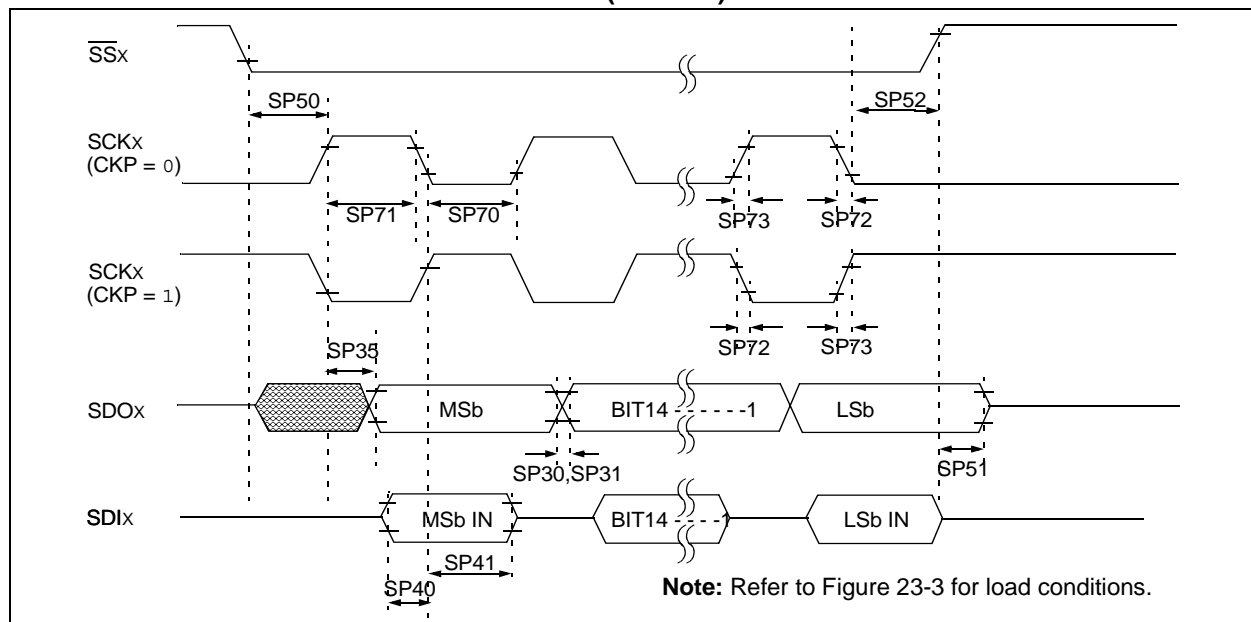 SSX
SP50
SP52
SCKX
(CKP = 0)
SP71
SP70
SP73
SP72
SCKX
(CKP = 1)
SP35
SP72
SP73
SDOX
MSb
BIT14 - - - - - -1
LSb
SP30,SP31
SP51
SDIX
MSb IN
BIT14 - - - -1
LSb IN
SP41
SP40
Note: Refer to Figure 23-3 for load conditions.